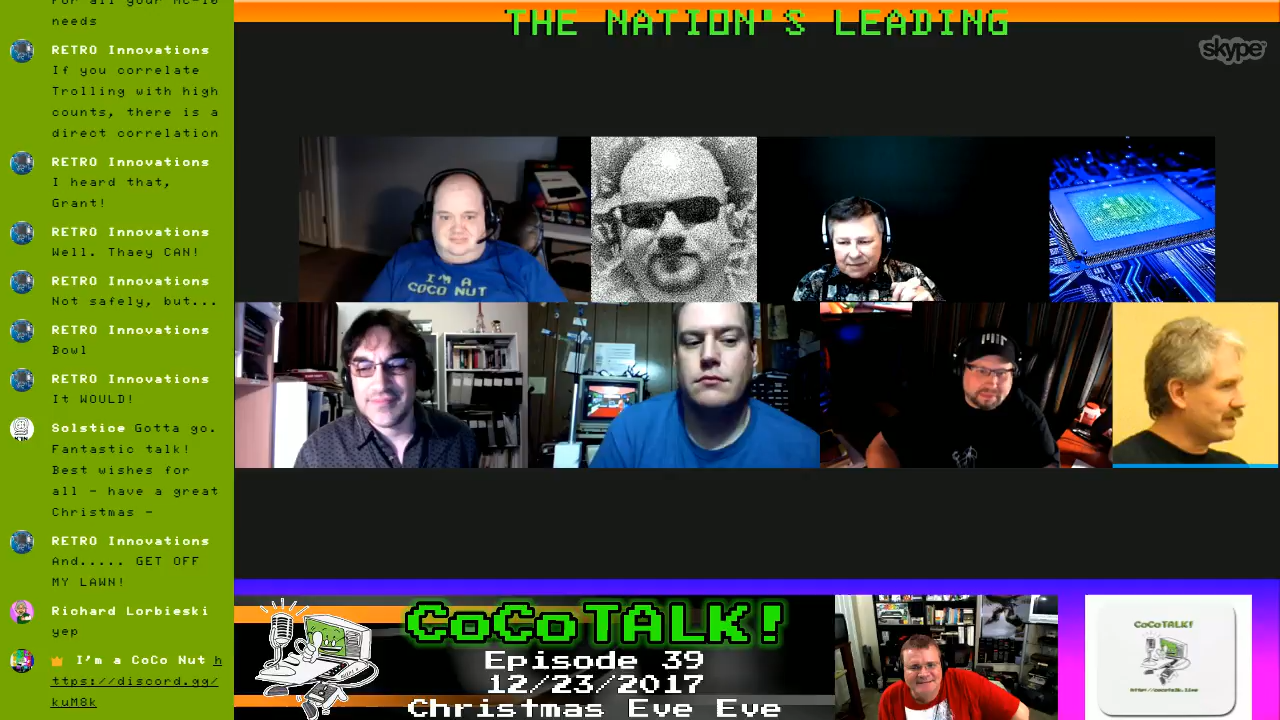 For all your MC-10
needs
RETRO Innovations
If you correlate
Trolling with high
counts, there is a
direct correlation
RETRO Innovations
I heard that,
Grant!
RETRO Innovations
Well. Thaey CAN!
RETRO Innovations
Not safely, but...
RETRO Innovations
Bowl
RETRO Innovations
It WOULD!
Solstice Gotta go.
Fantastic talk!
Best wishes for
all - have a great
Christmas -
RETRO Innovations
And..... GET OFF
MY LAWN!
Richard Lorbieski
yep
I'm a CoCo Nut h
ttps://discord.gg/
kuM8k
THE NATION'S LEADING
skype
I'M A
COCO NUT
CoCoTALK!
Episode 39
12/23/2017
Christmas Eve Eve
CoCoTALK!
http://cocotalk.live